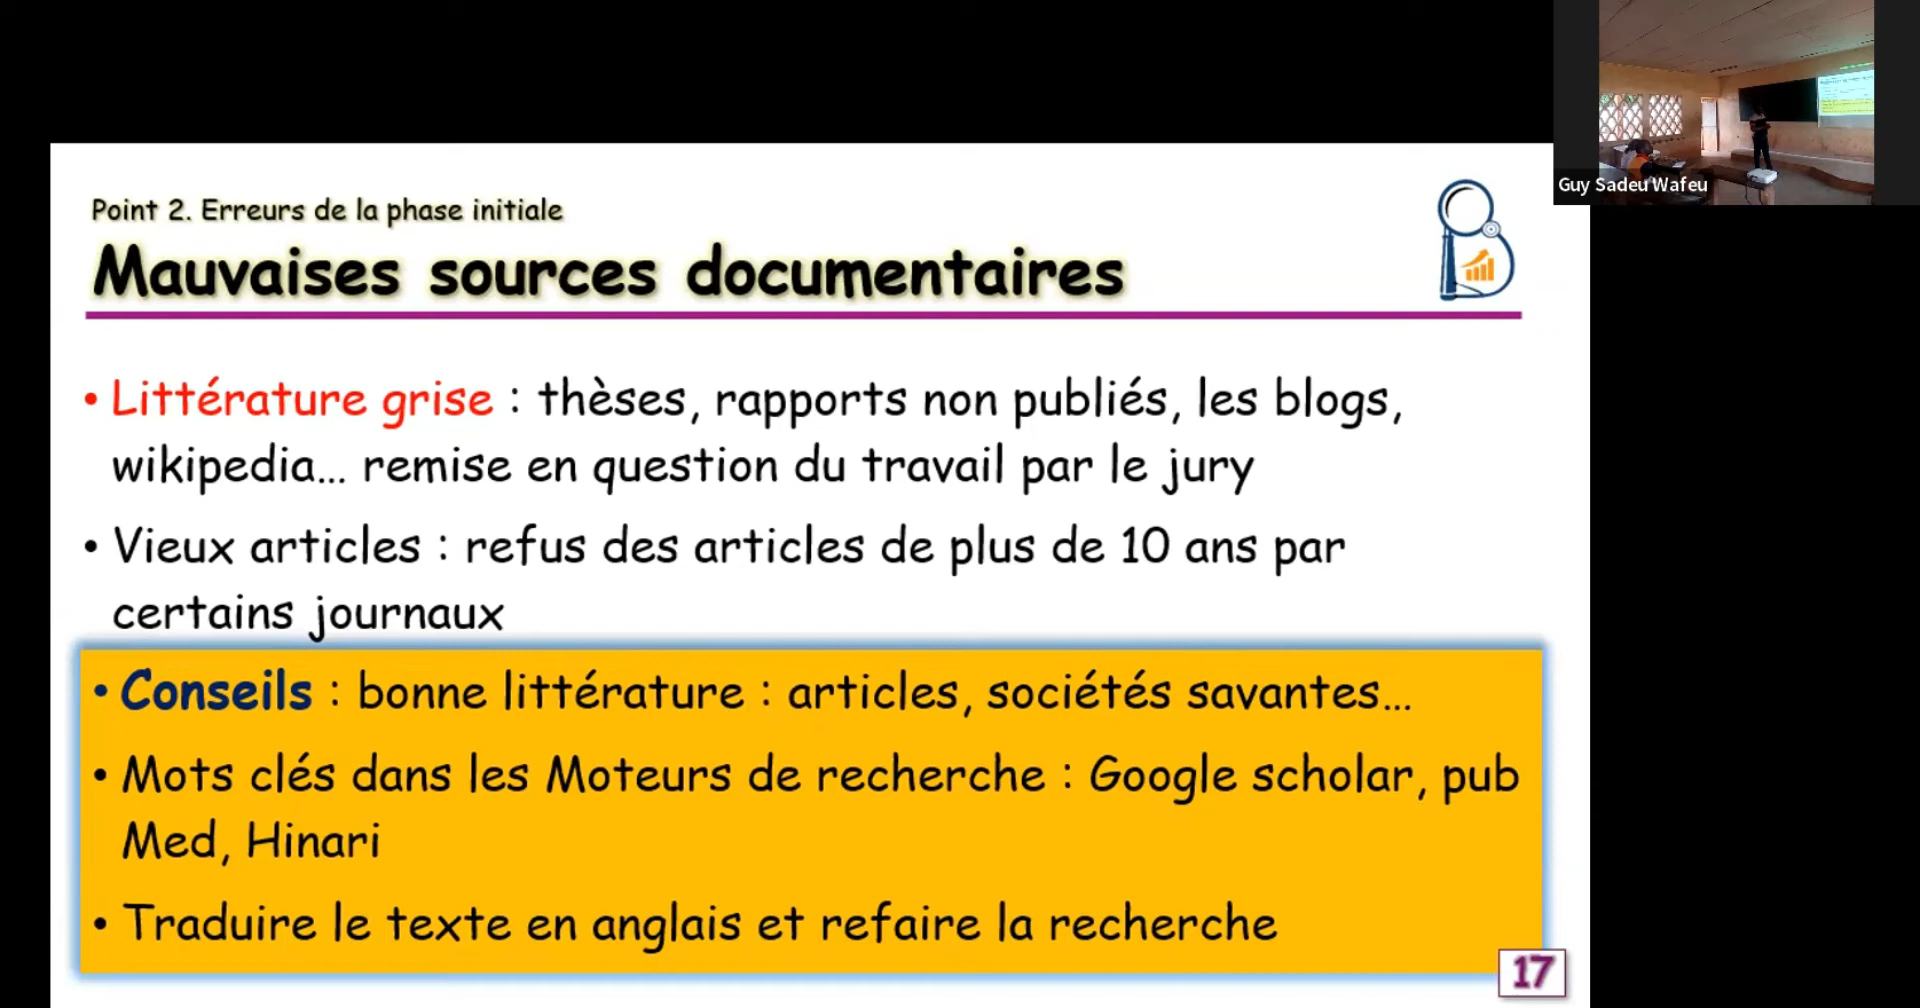 Guy Sadeu Wafeu
Point 2. Erreurs de la phase initiale
Mauvaises sources documentaires
• Littérature grise : thèses, rapports non publiés, les blogs,
wikipedia... remise en question du travail par le jury
• Vieux articles : refus des articles de plus de 10 ans par
certains journaux
• Conseils : bonne littérature : articles, sociétés savantes...
• Mots clés dans les Moteurs de recherche : Google scholar, pub
Med, Hinari
• Traduire le texte en anglais et refaire la recherche
17